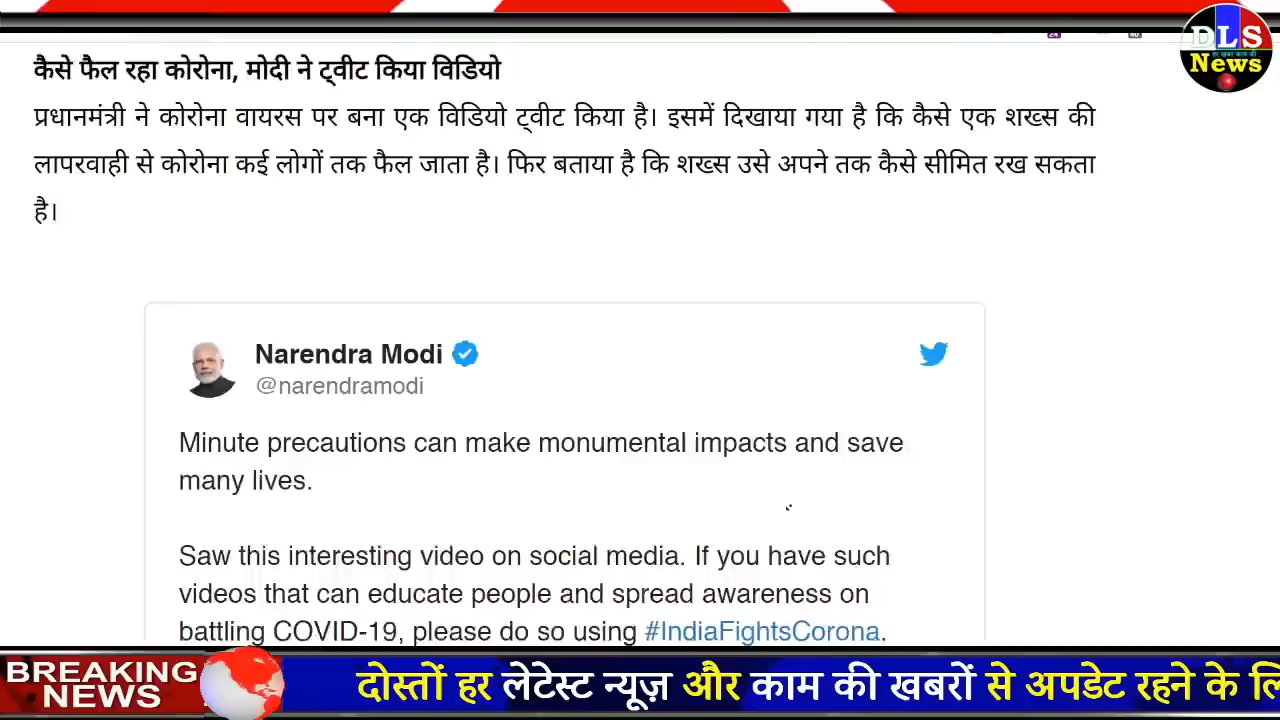 DLS
हर खबर काम की
News
कैसे फैल रहा कोरोना, मोदी ने ट्वीट किया विडियो
प्रधानमंत्री ने कोरोना वायरस पर बना एक विडियो ट्वीट किया है। इसमें दिखाया गया है कि कैसे एक शख्स की
लापरवाही से कोरोना कई लोगों तक फैल जाता है। फिर बताया है कि शख्स उसे अपने तक कैसे सीमित रख सकता
है।
Narendra Modi
@narendramodi
Minute precautions can make monumental impacts and save
many lives.
Saw this interesting video on social media. If you have such
videos that can educate people and spread awareness on
battling COVID-19, please do so using #IndiaFightsCorona.
BREAKING
NEWS
दोस्तों हर लेटेस्ट न्यूज़ और काम की खबरों से अपडेट रहने के